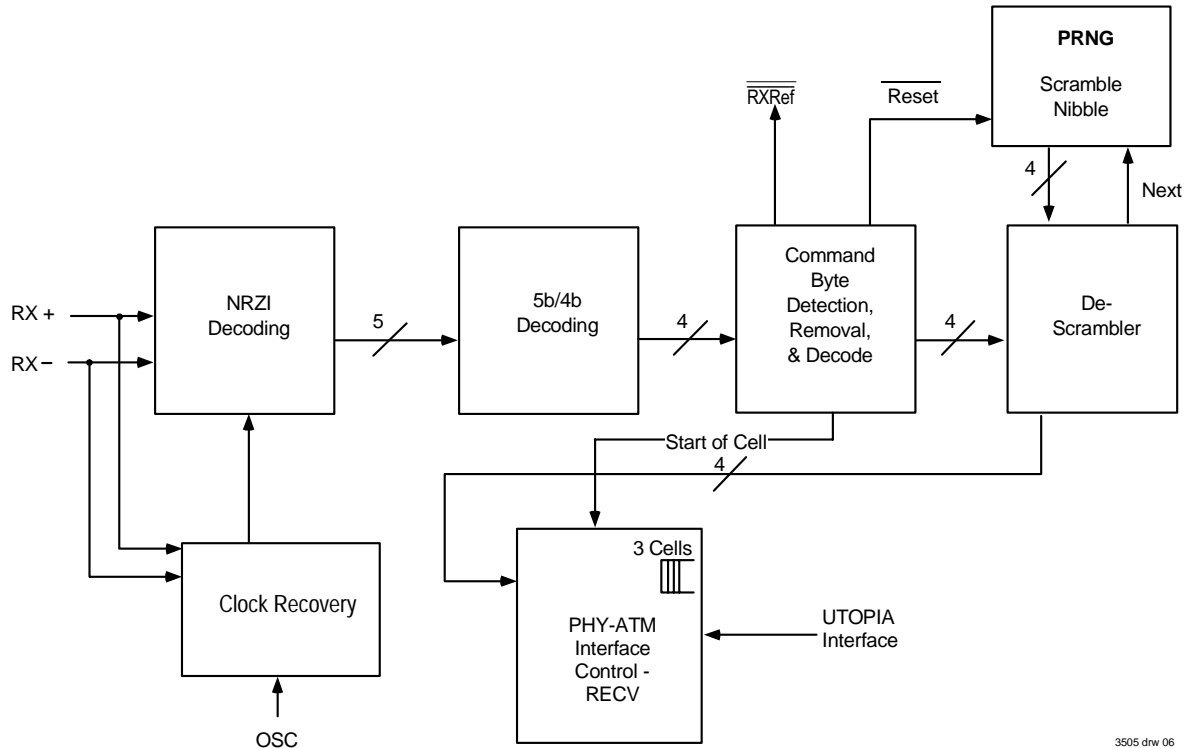 PRNG
Scramble
Nibble
RXRef
Reset
4
Next
RX +
RX –
NRZI
Decoding
5
5b/4b
Decoding
4
Command
Byte
Detection,
Removal,
& Decode
4
De-
Scrambler
Start of Cell
4
3 Cells
Clock Recovery
PHY-ATM
Interface
Control -
RECV
UTOPIA
Interface
OSC
3505 drw 06